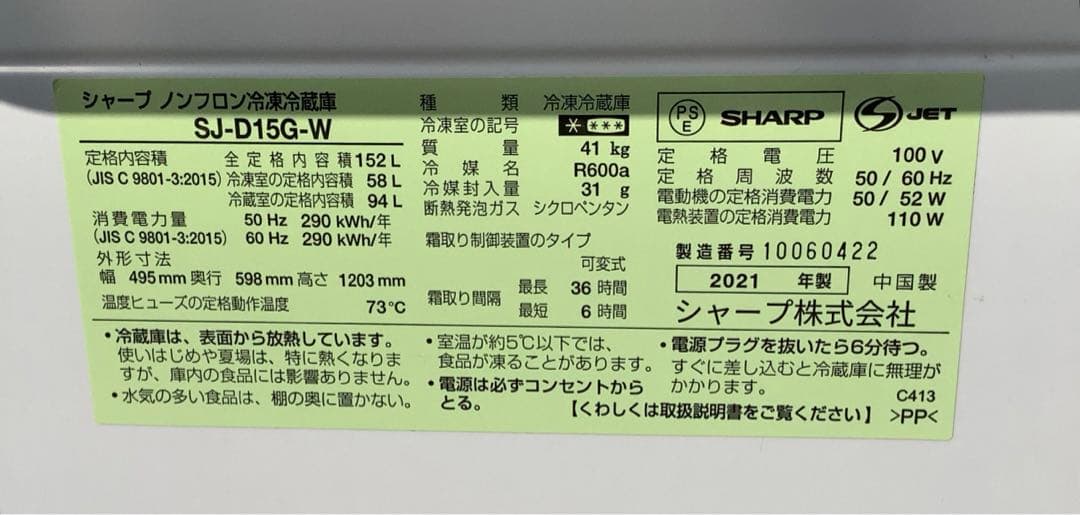 シャープ ノンフロン冷凍冷蔵庫
SJ-D15G-W
定格内容積 全定格内容積 152 L
(JIS C 9801-3:2015) 冷凍室の定格内容積 58 L
冷蔵室の定格内容積 94 L
消費電力量 50 Hz 290 kWh/年
(JIS C 9801-3:2015) 60 Hz 290 kWh/年
外形寸法
幅 495 mm 奥行 598 mm 高さ 1203 mm
温度ヒューズの定格動作温度 73℃
種類 冷凍冷蔵庫
冷凍室の記号 * ***
質量 41 kg
冷媒名 R600a
冷媒封入量 31 g
断熱発泡ガス シクロペンタン
霜取り制御装置のタイプ
可変式
霜取り間隔 最長 36 時間
最短 6 時間
PS
E
SHARP
S JET
定格電圧 100 V
定格周波数 50 / 60 Hz
電動機の定格消費電力 50 / 52 W
電熱装置の定格消費電力 110 W
製造番号 10060422
2021 年製 中国製
シャープ株式会社
・冷蔵庫は、表面から放熱しています。
使いはじめや夏場は、特に熱くなりま
すが、庫内の食品には影響ありません。
・水気の多い食品は、棚の奥に置かない。
・室温が約5℃以下では、
食品が凍ることがあります。
・電源は必ずコンセントから
とる。
・電源プラグを抜いたら6分待つ。
すぐに差し込むと冷蔵庫に無理が
かかります。
C413
【くわしくは取扱説明書をご覧ください】 >PP<